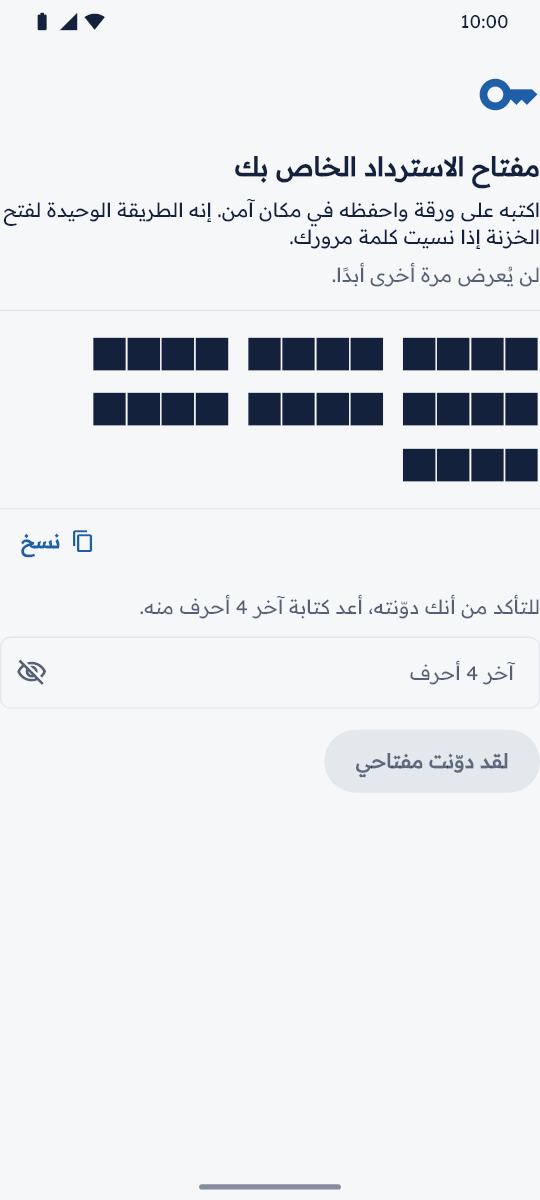 10:00
مفتاح الاسترداد الخاص بك
اكتبه على ورقة واحفظه في مكان آمن. إنه الطريقة الوحيدة لفتح
الخزنة إذا نسيت كلمة مرورك.
لن يُعرض مرة أخرى أبدًا.
نسخ
للتأكد من أنك دوّنته، أعد كتابة آخر 4 أحرف منه.
آخر 4 أحرف
لقد دوّنت مفتاحي